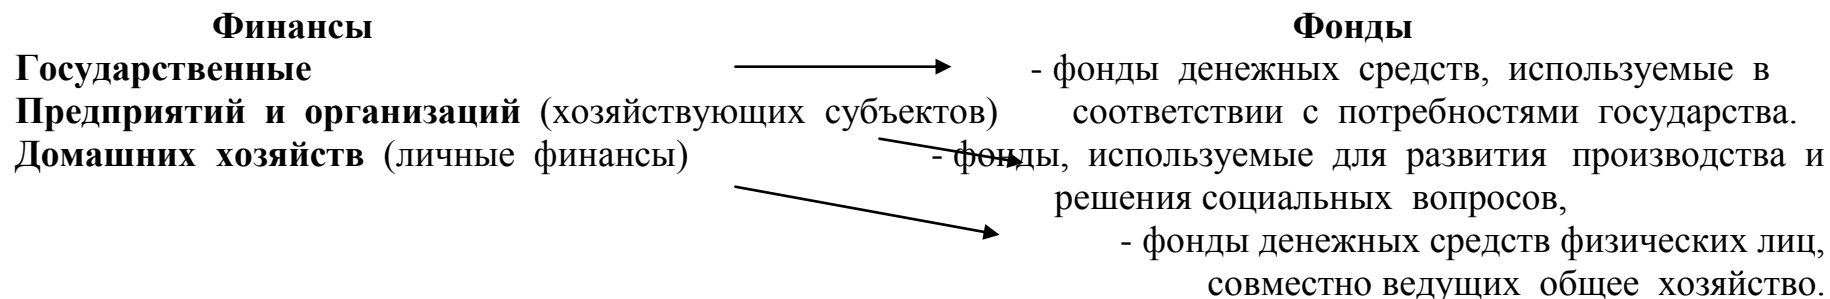 Финансы Фонды
Государственные - фонды денежных средств, используемые в
Предприятий и организаций (хозяйствующих субъектов) соответствии с потребностями государства.
Домашних хозяйств (личные финансы) - фонды, используемые для развития производства и
решения социальных вопросов,
- фонды денежных средств физических лиц,
совместно ведущих общее хозяйство.